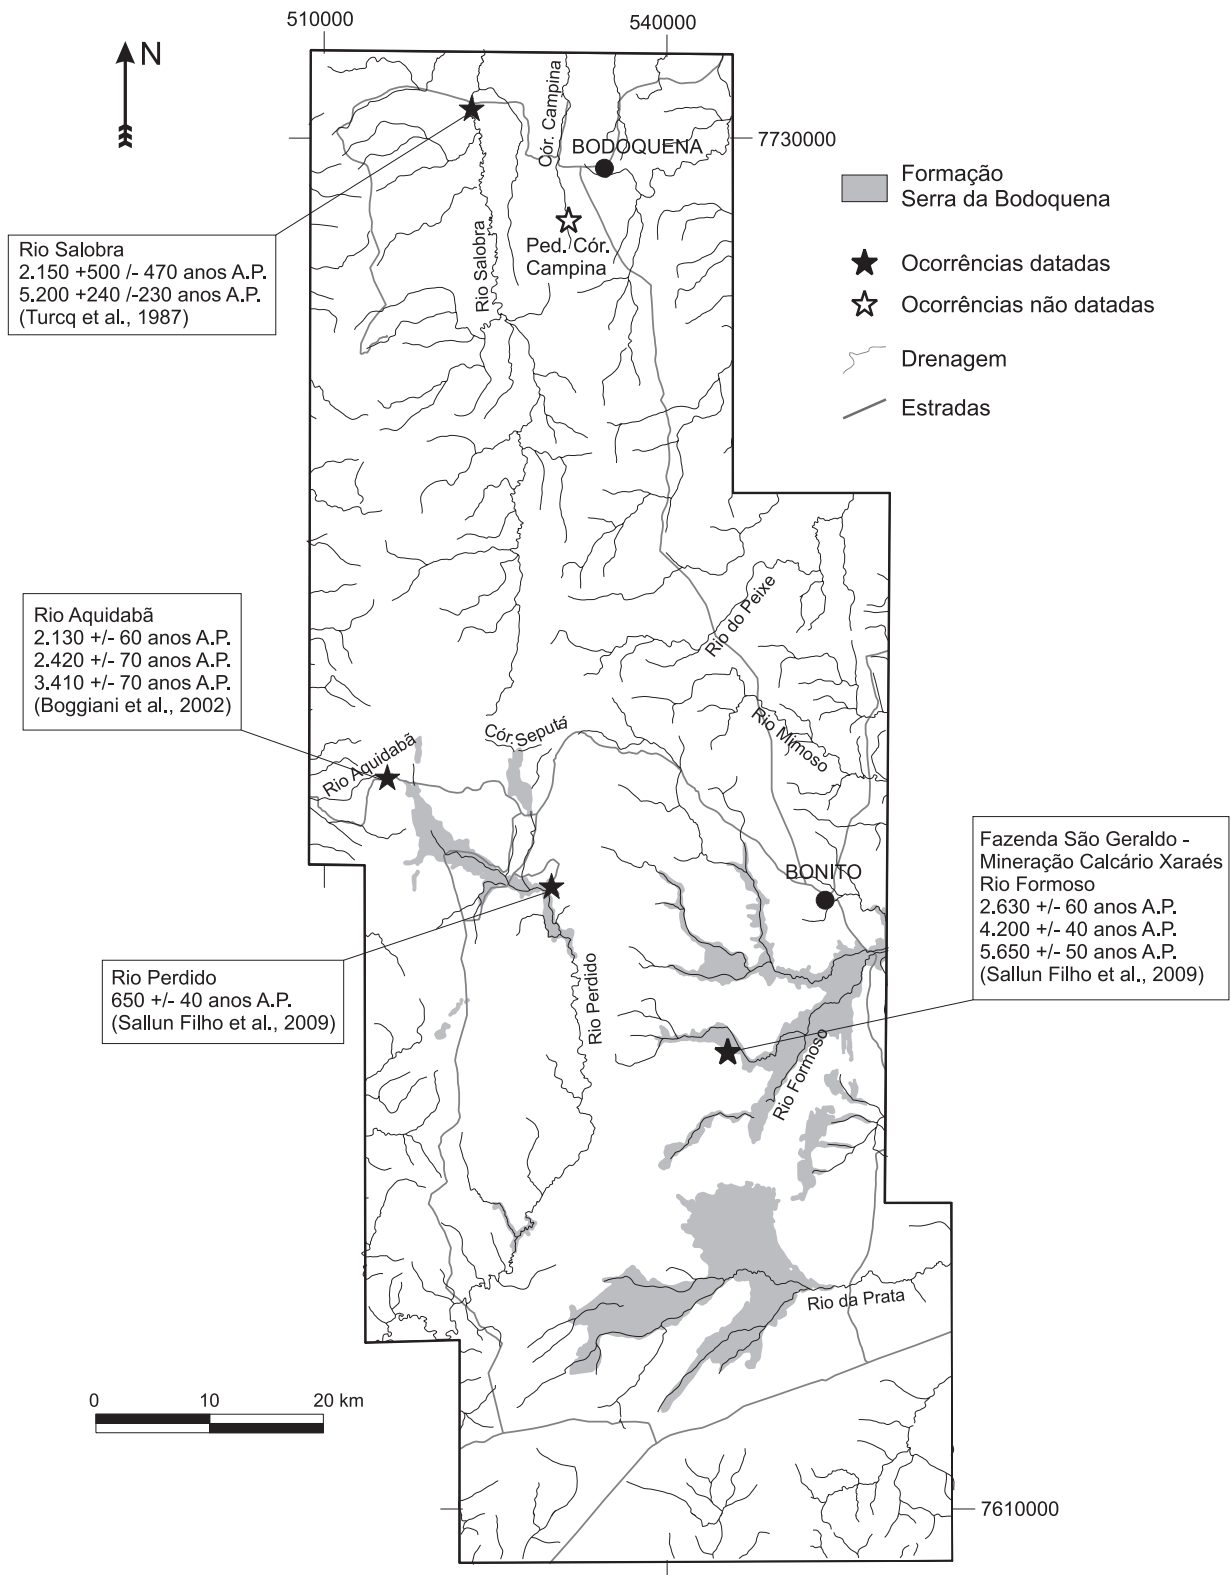 510000
540000
N
7730000
Cór. Campina
BODOQUENA
Formação
Serra da Bodoquena
Rio Salobra
Ped. Cór.
Campina
Rio Salobra
2.150 +500 /- 470 anos A.P.
5.200 +240 /-230 anos A.P.
(Turcq et al., 1987)
Ocorrências datadas
Ocorrências não datadas
Drenagem
Estradas
Rio do Peixe
Rio Aquidabã
2.130 +/- 60 anos A.P.
2.420 +/- 70 anos A.P.
3.410 +/- 70 anos A.P.
(Boggiani et al., 2002)
Rio Mimoso
Cór. Seputá
Rio Aquidabã
BONITO
Fazenda São Geraldo -
Mineração Calcário Xaraés
Rio Formoso
2.630 +/- 60 anos A.P.
4.200 +/- 40 anos A.P.
5.650 +/- 50 anos A.P.
(Sallun Filho et al., 2009)
Rio Perdido
650 +/- 40 anos A.P.
(Sallun Filho et al., 2009)
Rio Perdido
Rio Formoso
Rio da Prata
0 10 20 km
7610000